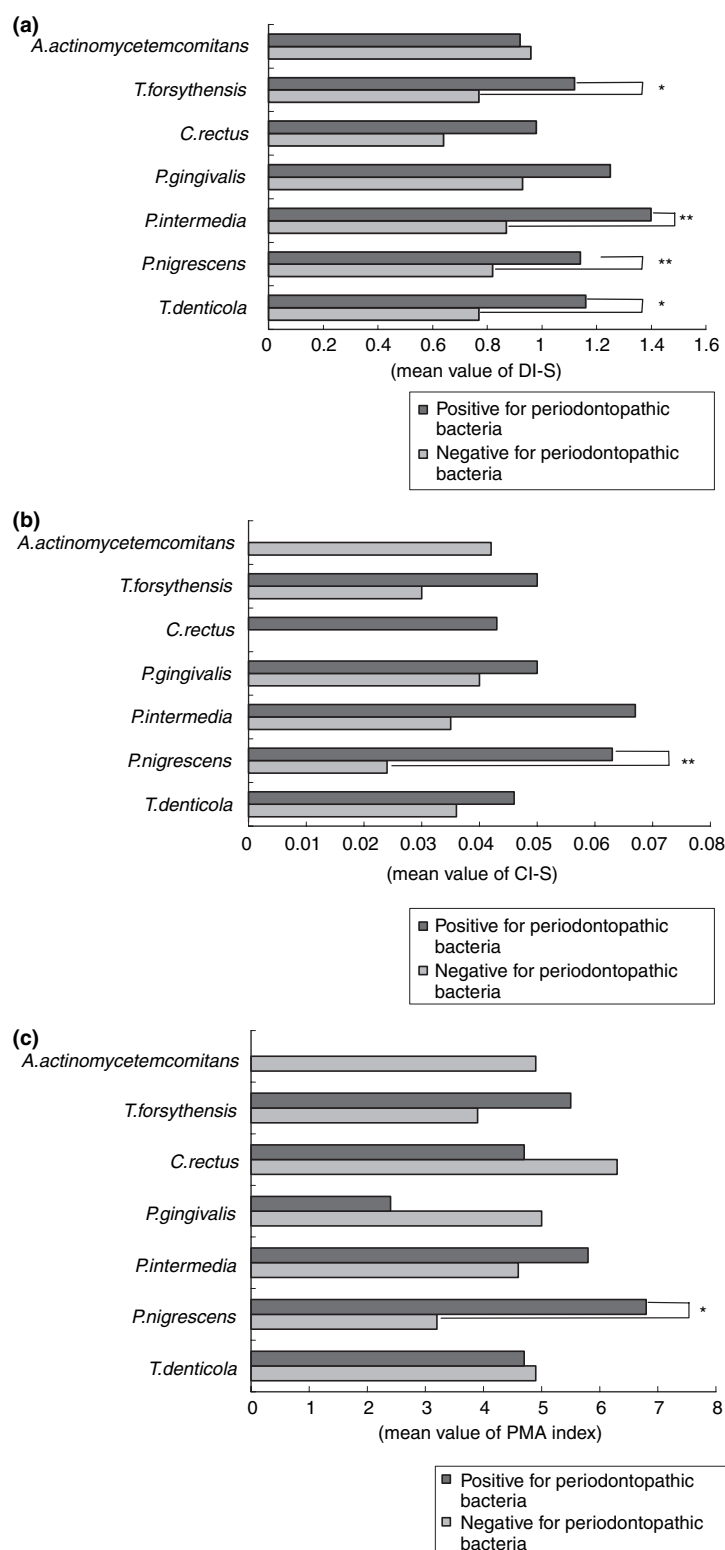 (a)
A.actinomycetemcomitans
T.forsythensis
*
C.rectus
P.gingivalis
P.intermedia
**
P.nigrescens
**
T.denticola
*
0 0.2 0.4 0.6 0.8 1 1.2 1.4 1.6
(mean value of DI-S)
Positive for periodontopathic
bacteria
Negative for periodontopathic
bacteria
(b)
A.actinomycetemcomitans
T.forsythensis
C.rectus
P.gingivalis
P.intermedia
P.nigrescens
**
T.denticola
0 0.01 0.02 0.03 0.04 0.05 0.06 0.07 0.08
(mean value of CI-S)
Positive for periodontopathic
bacteria
Negative for periodontopathic
bacteria
(c)
A.actinomycetemcomitans
T.forsythensis
C.rectus
P.gingivalis
P.intermedia
P.nigrescens
*
T.denticola
0 1 2 3 4 5 6 7 8
(mean value of PMA index)
Positive for periodontopathic
bacteria
Negative for periodontopathic
bacteria